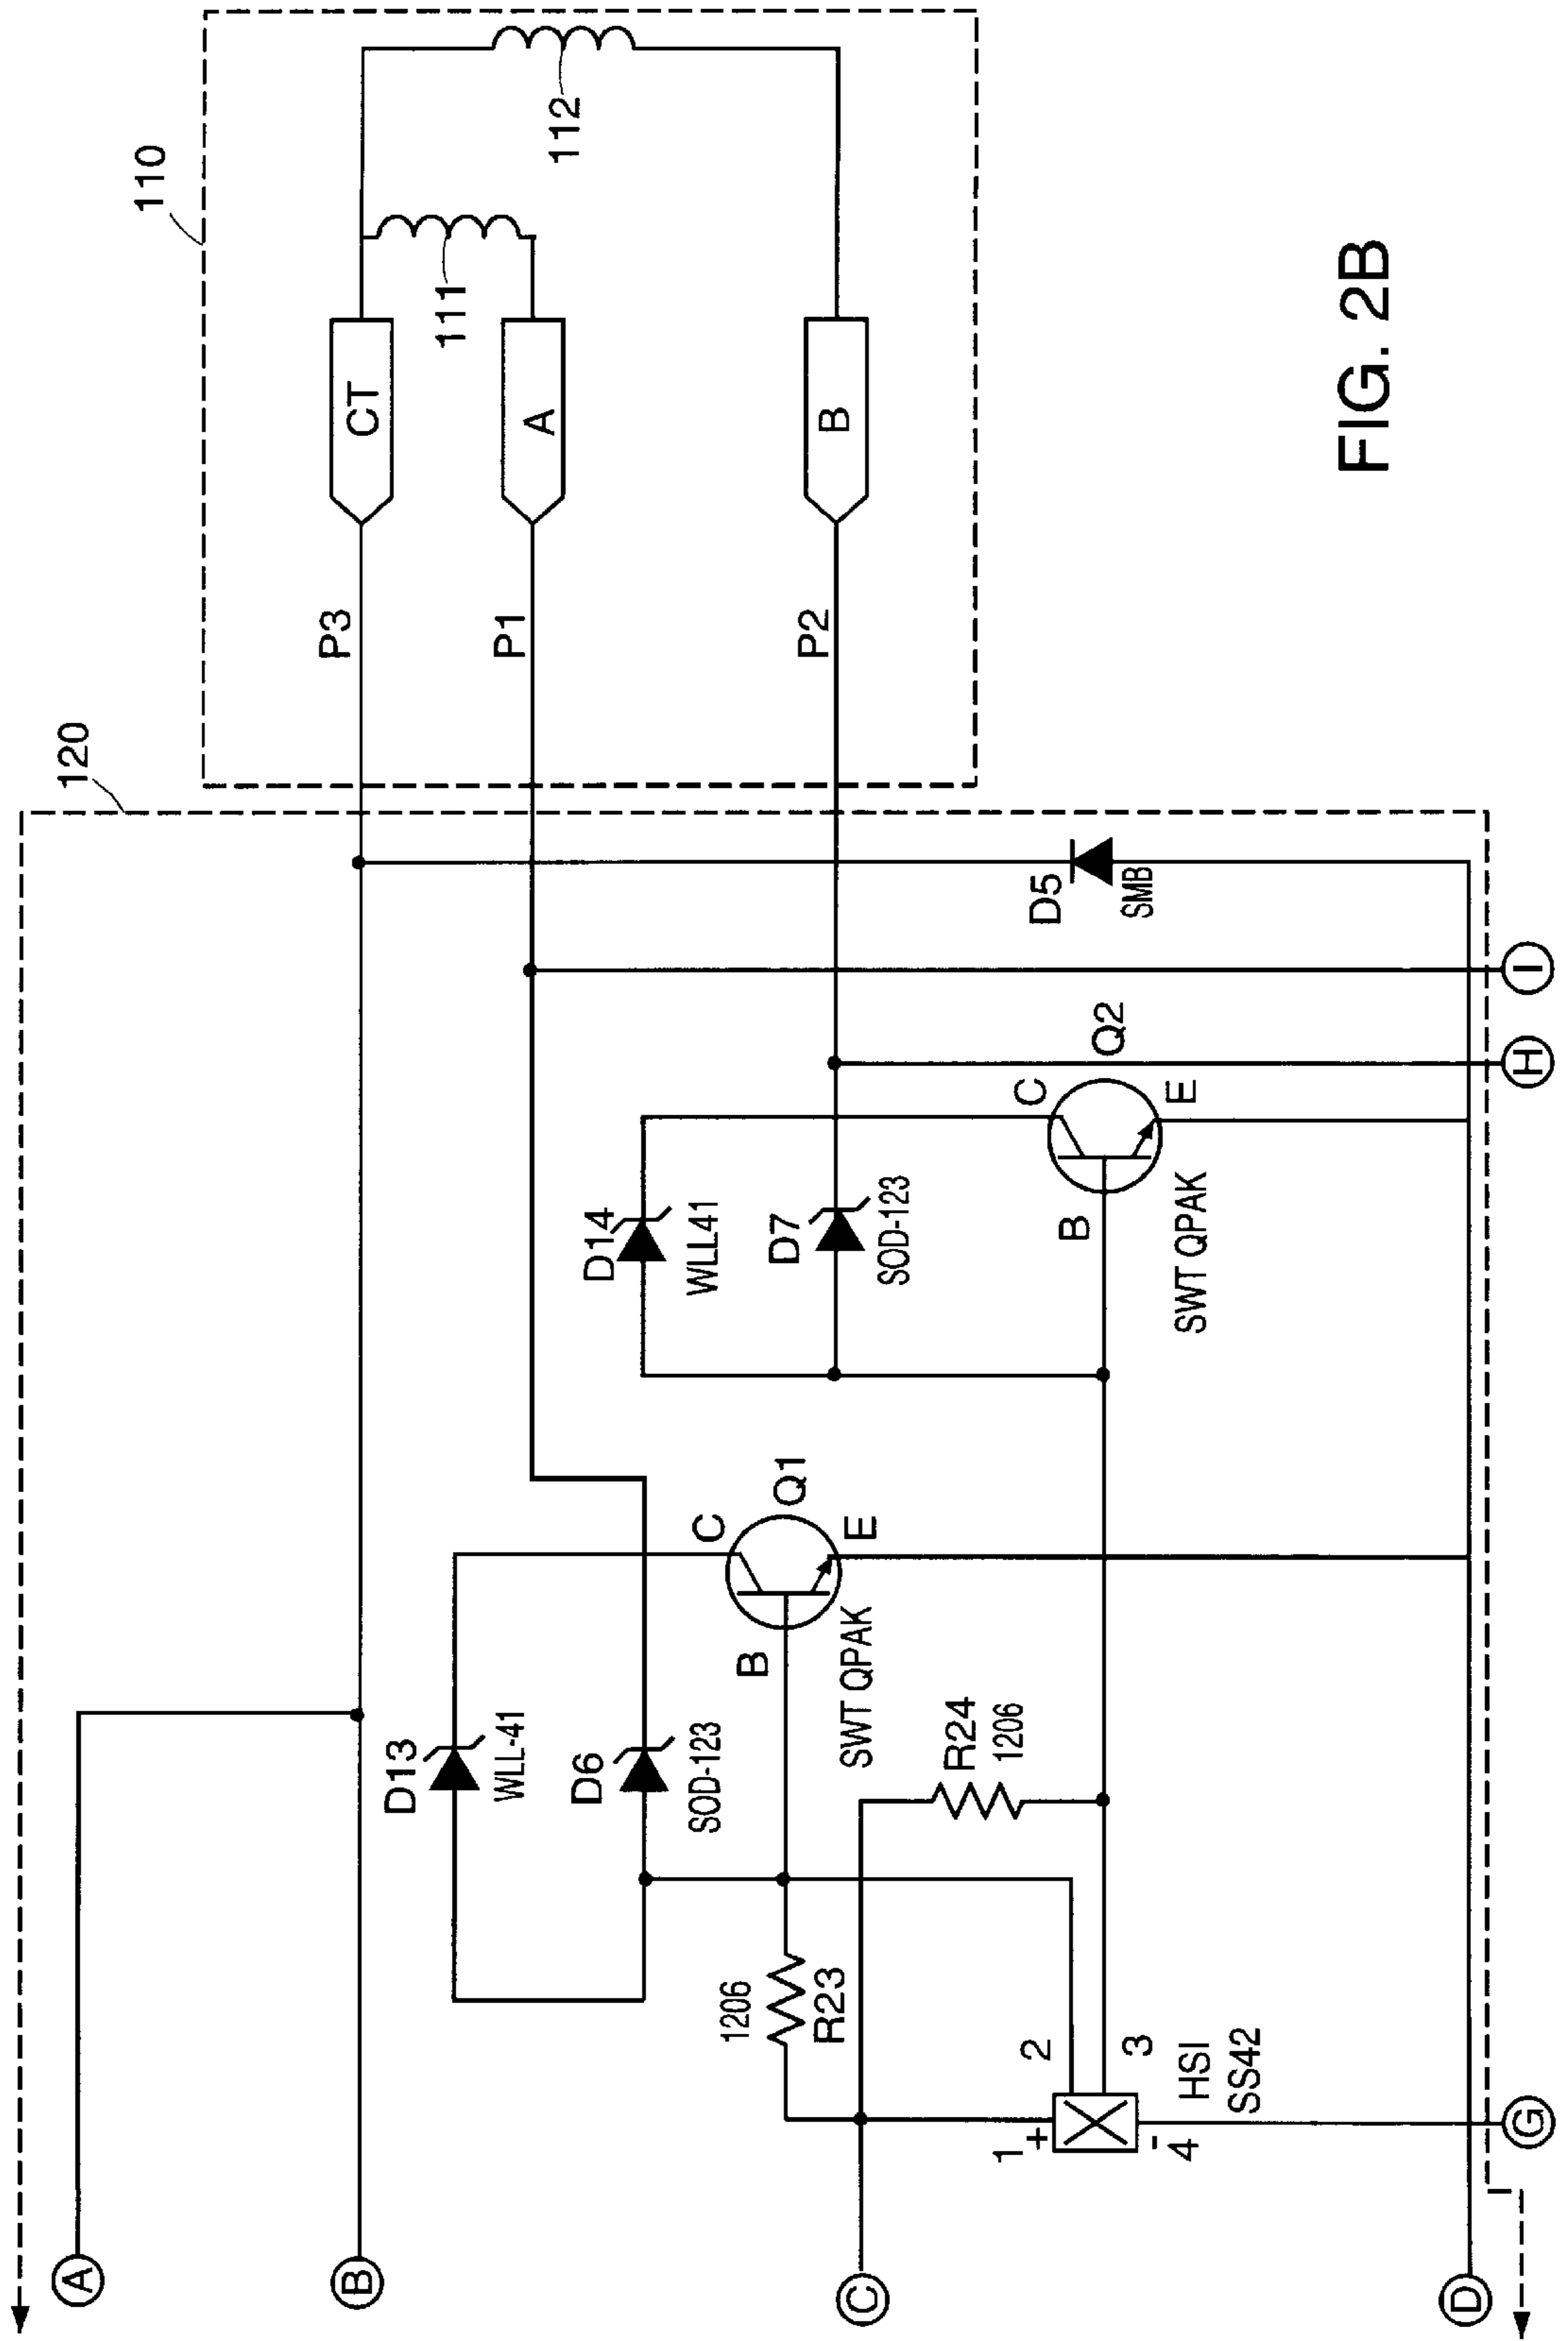 120
110
A
B
P3
CT
112
111
P1
A
P2
B
D13
WLL-41
D6
SOD-123
C
Q1
B
E
SWT QPAK
D14
WLL41
D7
SOD-123
C
Q2
B
E
SWT QPAK
D5
SMB
R24
1206
1206
R23
C
1
+
2
3
-
4
HSI
SS42
D
G
H
I
FIG. 2B